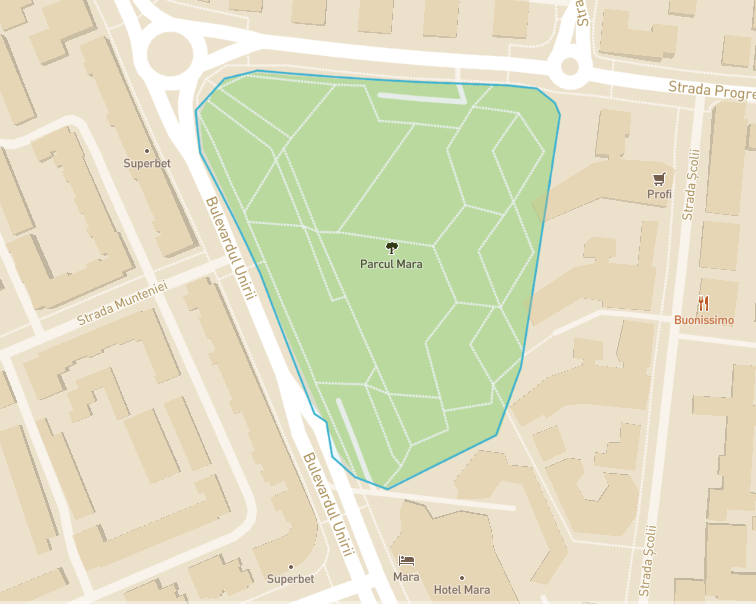 Stra
Strada Progre
Superbet
Strada Școlii
Profi
Bulevardul Unirii
Parcul Mara
Strada Munteniei
Buonissimo
Bulevardul Unirii
Strada Școlii
Superbet
Mara
Hotel Mara